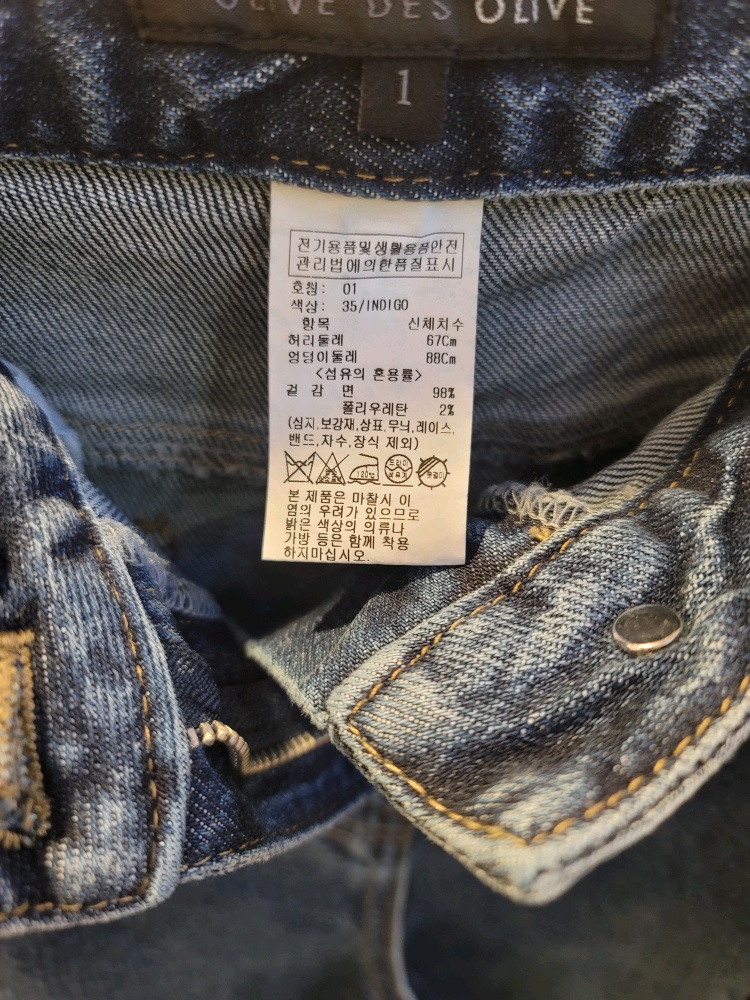 OLIVE DES OLIVE
1
전기용품및생활용품안전
관리법에의한품질표시
호칭: 01
색상: 35/INDIGO
항목 신체치수
허리둘레 67Cm
엉덩이둘레 88Cm
<섬유의 혼용률>
겉 감 면 98%
폴리우레탄 2%
(심지,보강재,상표,무늬,레이스,
밴드,자수,장식 제외)
120℃ 드라이
본 제품은 마찰시 이
염의 우려가 있으므로
밝은 색상의 의류나
가방 등은 함께 착용
하지마십시오.